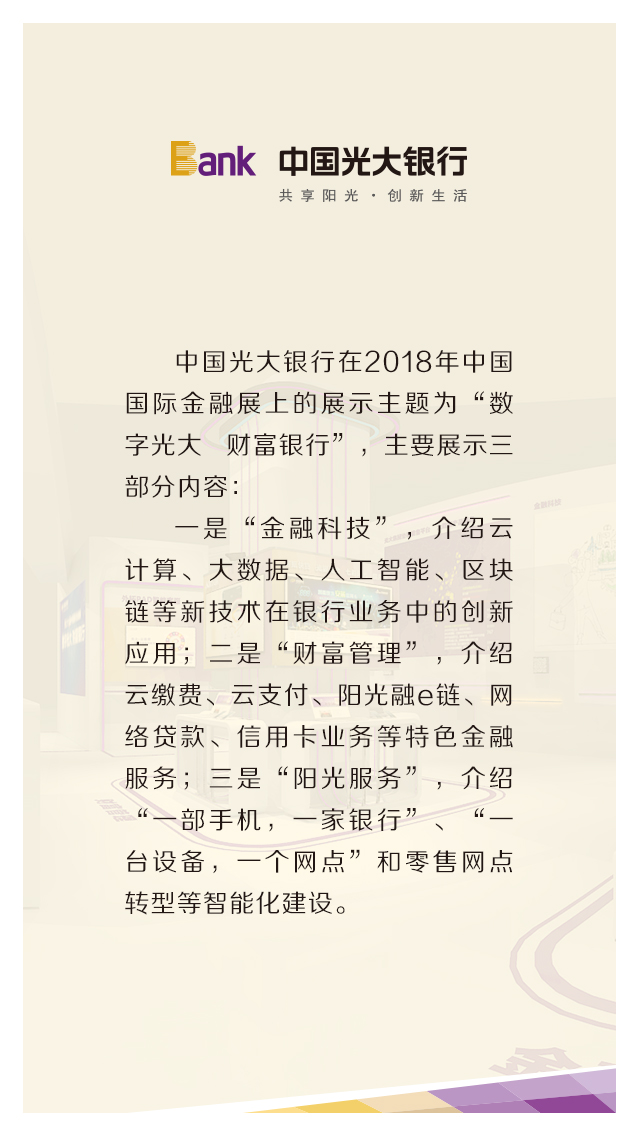 Bank 中国光大银行
共享阳光·创新生活
中国光大银行在2018年中国
国际金融展上的展示主题为“数
字光大 财富银行”，主要展示三
部分内容：
一是“金融科技”，介绍云
计算、大数据、人工智能、区块
链等新技术在银行业务中的创新
应用；二是“财富管理”，介绍
云缴费、云支付、阳光融e链、网
络贷款、信用卡业务等特色金融
服务；三是“阳光服务”，介绍
“一部手机，一家银行”、“一
台设备，一个网点”和零售网点
转型等智能化建设。